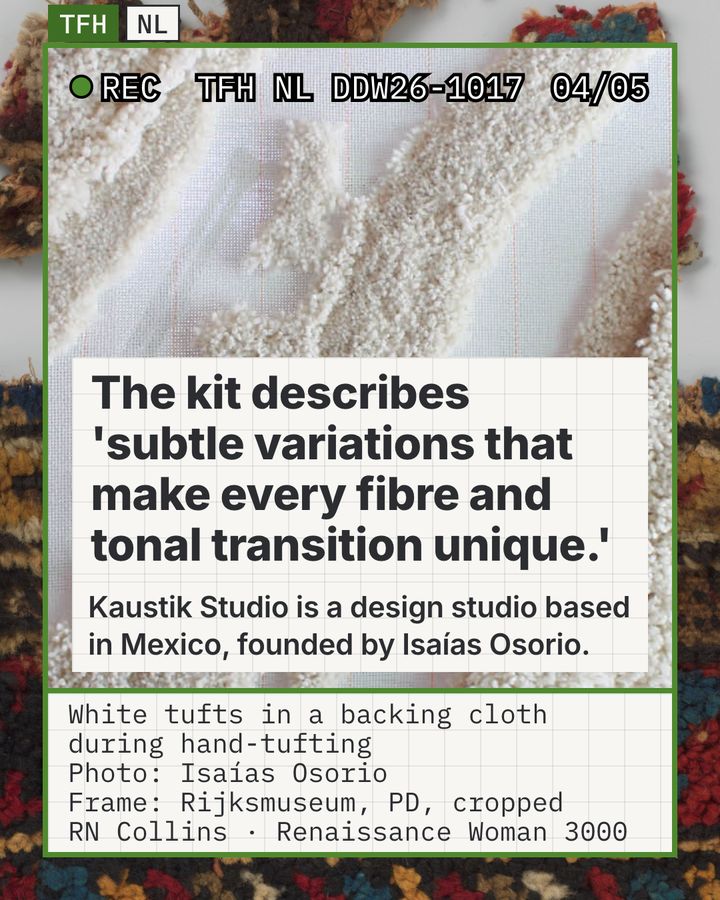 TFH NL
REC TFH NL DDW26-1017 04/05
The kit describes
'subtle variations that
make every fibre and
tonal transition unique.'
Kaustik Studio is a design studio based
in Mexico, founded by Isaías Osorio.
White tufts in a backing cloth
during hand-tufting
Photo: Isaías Osorio
Frame: Rijksmuseum, PD, cropped
RN Collins · Renaissance Woman 3000